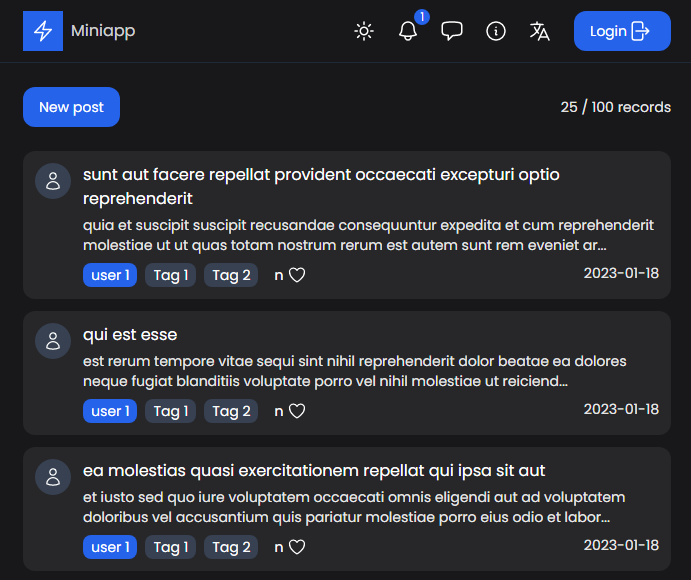 Miniapp
1
Login
New post
25 / 100 records
sunt aut facere repellat provident occaecati excepturi optio
reprehenderit
quia et suscipit suscipit recusandae consequuntur expedita et cum reprehenderit
molestiae ut ut quas totam nostrum rerum est autem sunt rem eveniet ar...
user 1 Tag 1 Tag 2 n 2023-01-18
qui est esse
est rerum tempore vitae sequi sint nihil reprehenderit dolor beatae ea dolores
neque fugiat blanditiis voluptate porro vel nihil molestiae ut reiciend...
user 1 Tag 1 Tag 2 n 2023-01-18
ea molestias quasi exercitationem repellat qui ipsa sit aut
et iusto sed quo iure voluptatem occaecati omnis eligendi aut ad voluptatem
doloribus vel accusantium quis pariatur molestiae porro eius odio et labor...
user 1 Tag 1 Tag 2 n 2023-01-18